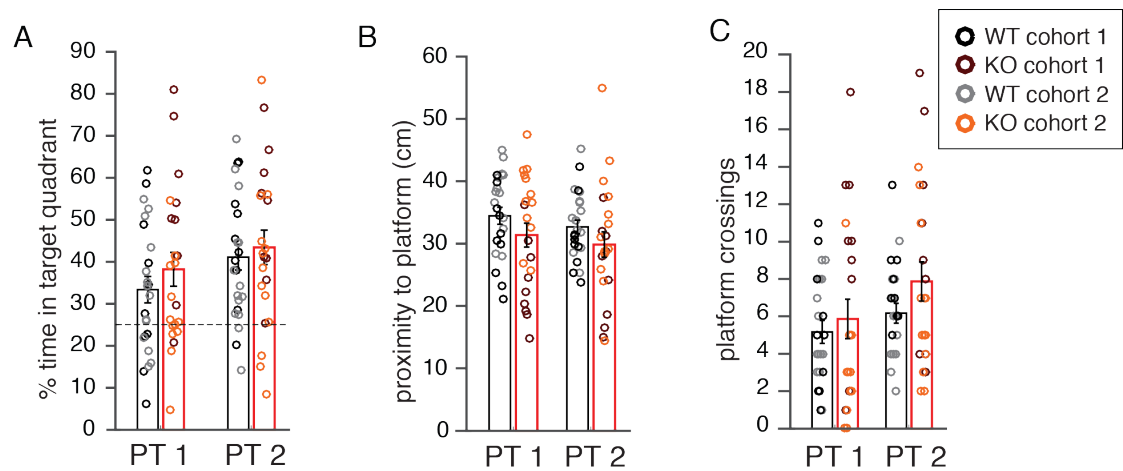 A
% time in target quadrant
90
80
70
60
50
40
30
20
10
0
PT 1 PT 2
B
proximity to platform (cm)
60
50
40
30
20
10
0
PT 1 PT 2
C
platform crossings
20
18
16
14
12
10
8
6
4
2
0
PT 1 PT 2
WT cohort 1
KO cohort 1
WT cohort 2
KO cohort 2